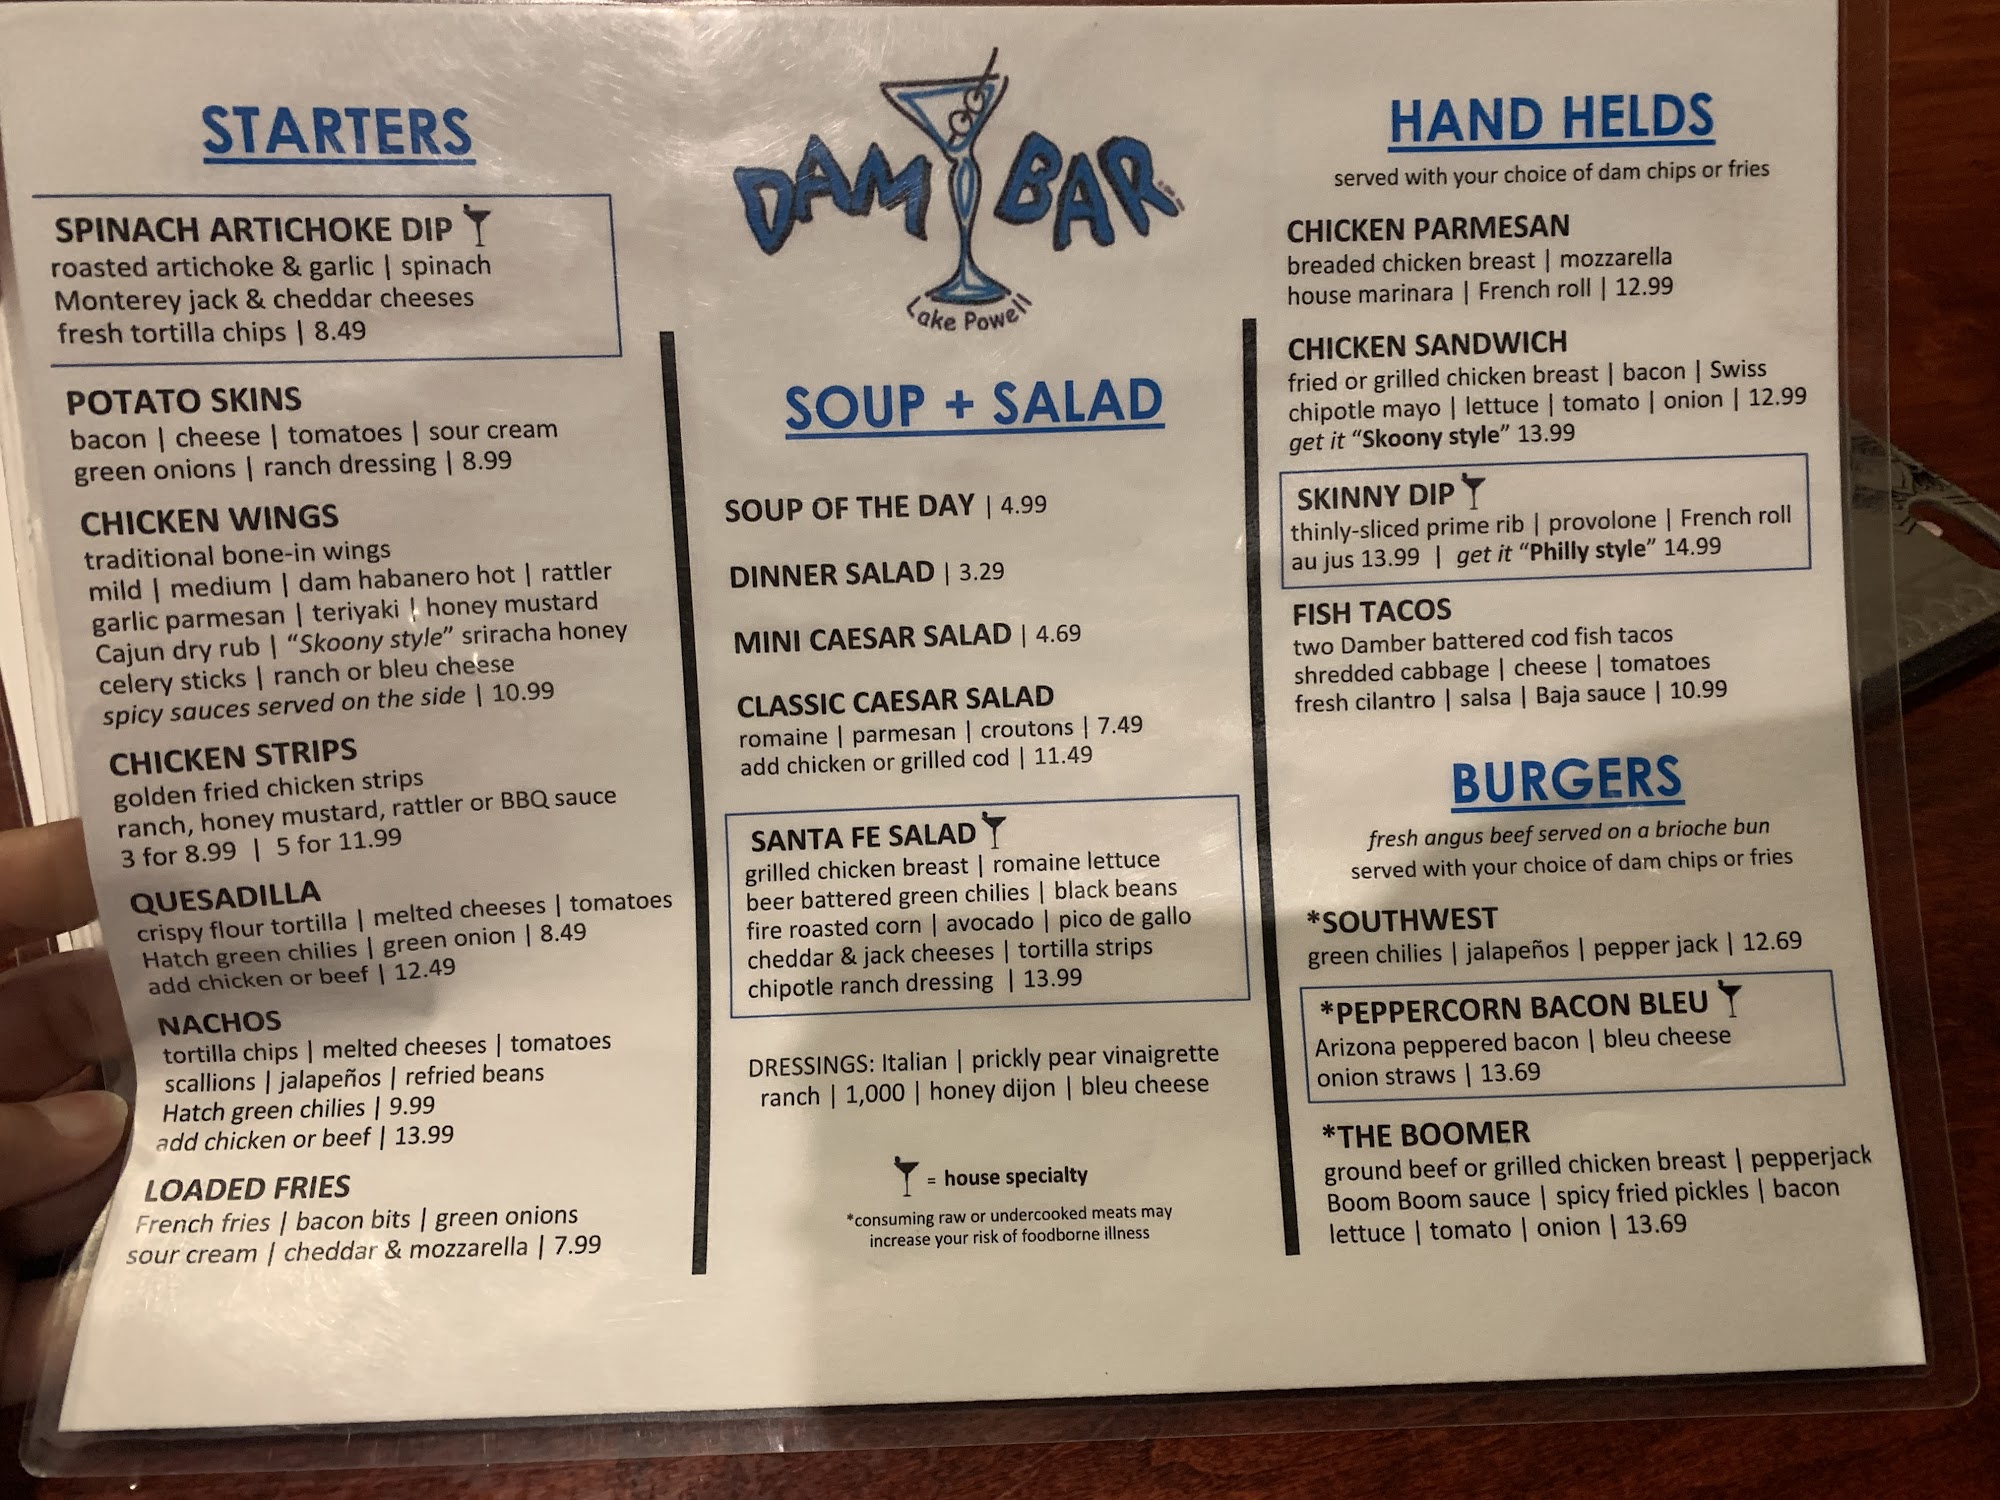 STARTERS
SPINACH ARTICHOKE DIP
roasted artichoke & garlic | spinach
Monterey jack & cheddar cheeses
fresh tortilla chips | 8.49
POTATO SKINS
bacon | cheese | tomatoes | sour cream
green onions | ranch dressing | 8.99
CHICKEN WINGS
traditional bone-in wings
mild | medium | dam habanero hot | rattler
garlic parmesan | teriyaki | honey mustard
Cajun dry rub | “Skoony style” sriracha honey
celery sticks | ranch or bleu cheese
spicy sauces served on the side | 10.99
CHICKEN STRIPS
golden fried chicken strips
ranch, honey mustard, rattler or BBQ sauce
3 for 8.99 | 5 for 11.99
QUESADILLA
crispy flour tortilla | melted cheeses | tomatoes
Hatch green chilies | green onion | 8.49
add chicken or beef | 12.49
NACHOS
tortilla chips | melted cheeses | tomatoes
scallions | jalapeños | refried beans
Hatch green chilies | 9.99
add chicken or beef | 13.99
LOADED FRIES
French fries | bacon bits | green onions
sour cream | cheddar & mozzarella | 7.99
DAM BAR
Lake Powell
SOUP + SALAD
SOUP OF THE DAY | 4.99
DINNER SALAD | 3.29
MINI CAESAR SALAD | 4.69
CLASSIC CAESAR SALAD
romaine | parmesan | croutons | 7.49
add chicken or grilled cod | 11.49
SANTA FE SALAD
grilled chicken breast | romaine lettuce
beer battered green chilies | black beans
fire roasted corn | avocado | pico de gallo
cheddar & jack cheeses | tortilla strips
chipotle ranch dressing | 13.99
DRESSINGS: Italian | prickly pear vinaigrette
ranch | 1,000 | honey dijon | bleu cheese
= house specialty
*consuming raw or undercooked meats may
increase your risk of foodborne illness
HAND HELDS
served with your choice of dam chips or fries
CHICKEN PARMESAN
breaded chicken breast | mozzarella
house marinara | French roll | 12.99
CHICKEN SANDWICH
fried or grilled chicken breast | bacon | Swiss
chipotle mayo | lettuce | tomato | onion | 12.99
get it “Skoony style” 13.99
SKINNY DIP
thinly-sliced prime rib | provolone | French roll
au jus 13.99 | get it “Philly style” 14.99
FISH TACOS
two Damber battered cod fish tacos
shredded cabbage | cheese | tomatoes
fresh cilantro | salsa | Baja sauce | 10.99
BURGERS
fresh angus beef served on a brioche bun
served with your choice of dam chips or fries
*SOUTHWEST
green chilies | jalapeños | pepper jack | 12.69
*PEPPERCORN BACON BLEU
Arizona peppered bacon | bleu cheese
onion straws | 13.69
*THE BOOMER
ground beef or grilled chicken breast | pepperjack
Boom Boom sauce | spicy fried pickles | bacon
lettuce | tomato | onion | 13.69